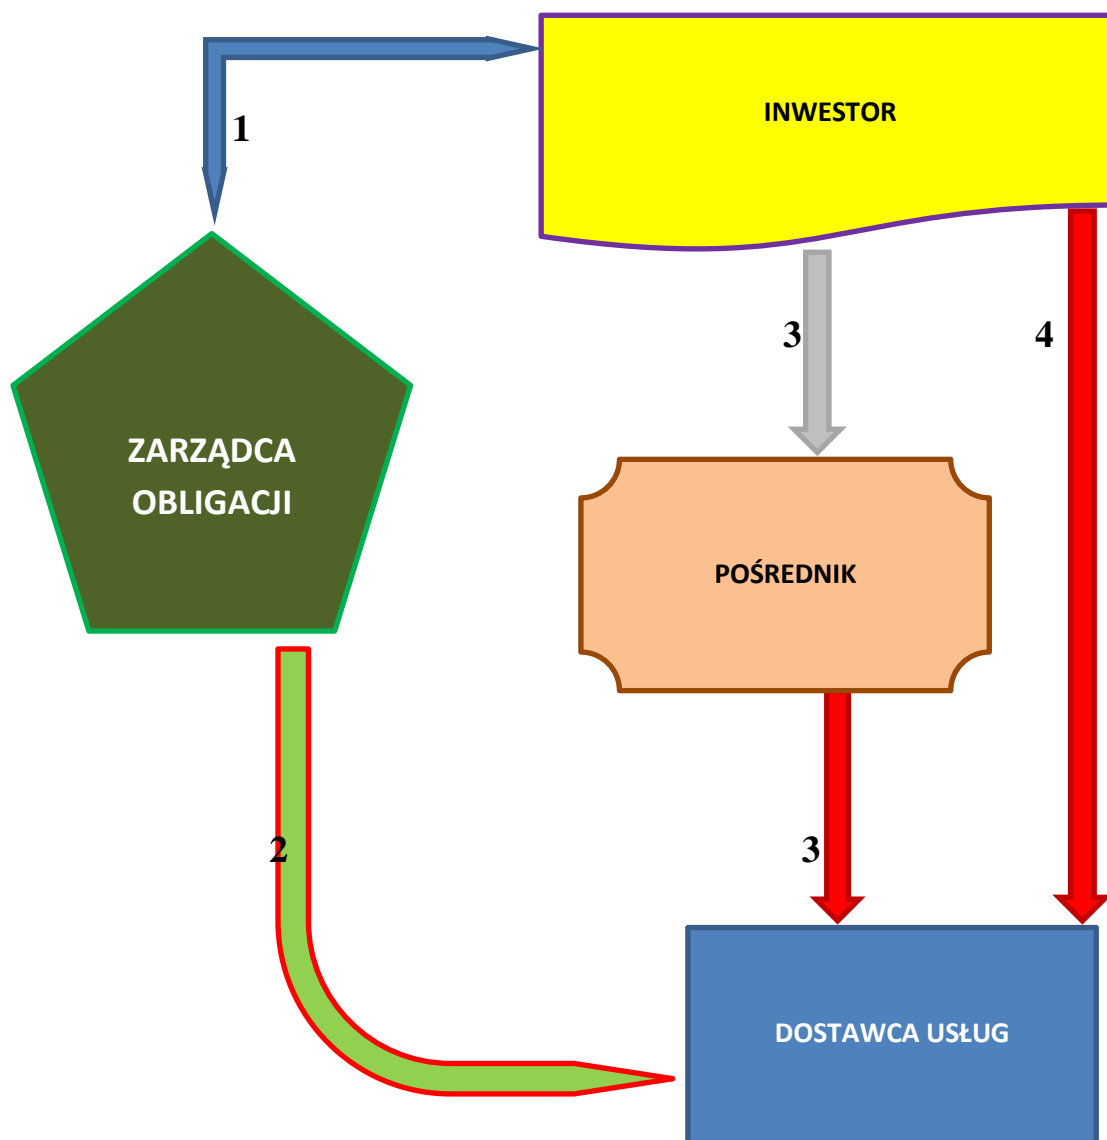 INWESTOR
1
3
4
ZARZĄDCA
OBLIGACJI
POŚREDNIK
2
3
DOSTAWCA USŁUG